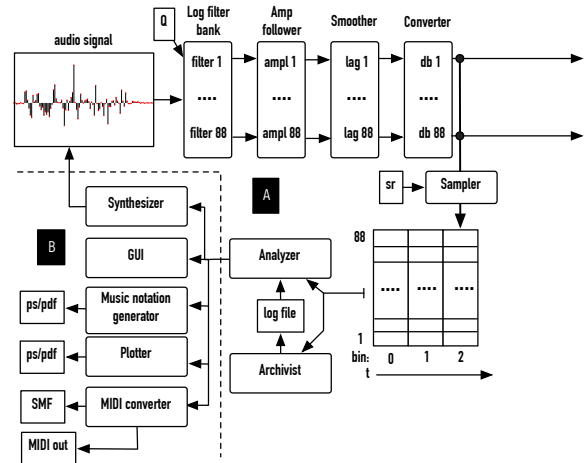 Q
Log filter
bank
Amp
follower
Smoother
Converter
audio signal
filter 1
ampl 1
lag 1
db 1
....
....
....
....
filter 88
ampl 88
lag 88
db 88
sr
Sampler
A
B
Synthesizer
GUI
Analyzer
88
....
....
....
ps/pdf
Music notation
generator
log file
ps/pdf
Plotter
Archivist
1
bin:
0
1
2
t
SMF
MIDI converter
MIDI out